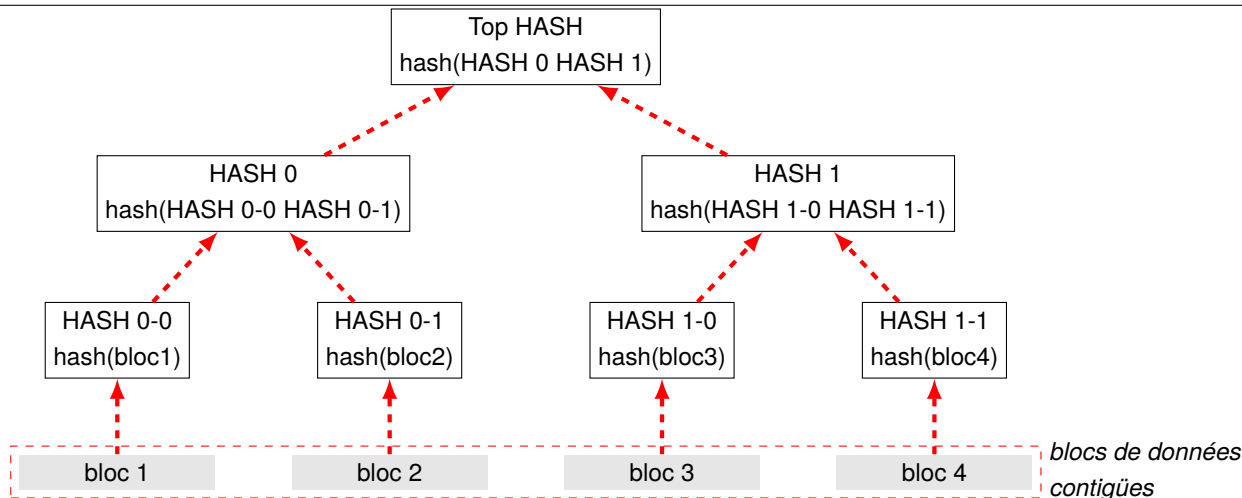 Top HASH
hash(HASH 0 HASH 1)
HASH 0
hash(HASH 0-0 HASH 0-1)
HASH 1
hash(HASH 1-0 HASH 1-1)
HASH 0-0
hash(bloc1)
HASH 0-1
hash(bloc2)
HASH 1-0
hash(bloc3)
HASH 1-1
hash(bloc4)
bloc 1
bloc 2
bloc 3
bloc 4
blocs de données
contigües